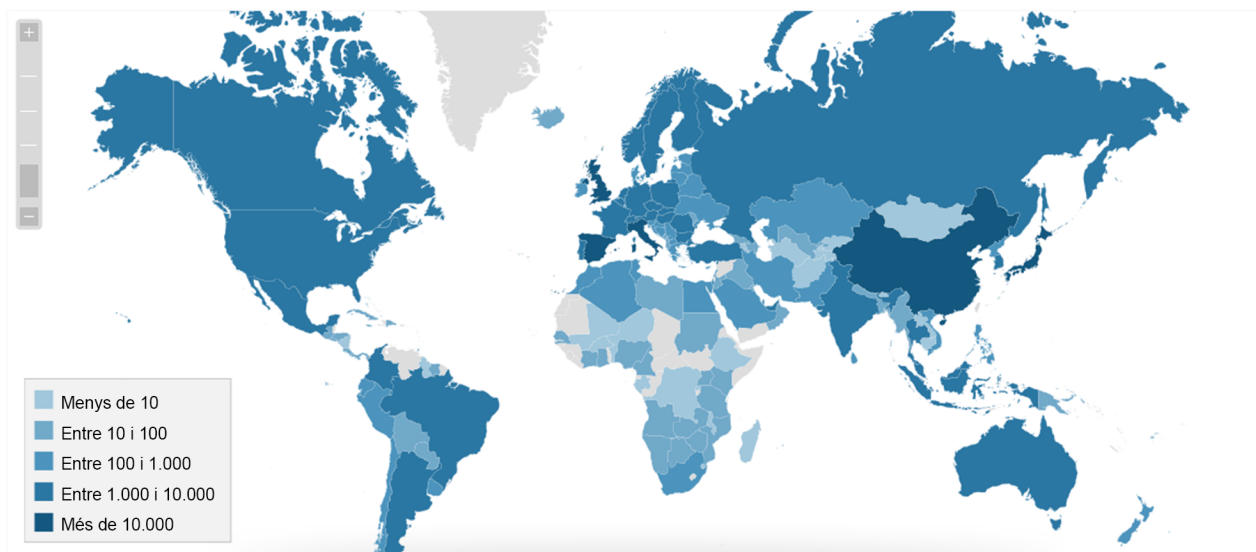 Menys de 10
Entre 10 i 100
Entre 100 i 1.000
Entre 1.000 i 10.000
Més de 10.000